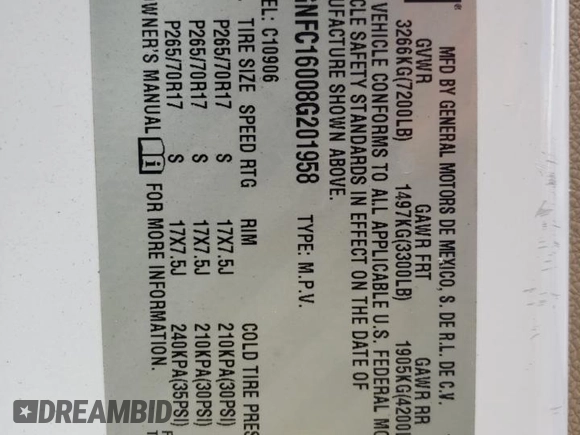 MFD BY GENERAL MOTORS DE MEXICO, S. DE R.L. DE C.V.
GVWR GAWR FRT GAWR RR
3266KG(7200LB) 1497KG(3300LB) 1905KG(4200L
VEHICLE CONFORMS TO ALL APPLICABLE U.S. FEDERAL MO
CLE SAFETY STANDARDS IN EFFECT ON THE DATE OF
UFACTURE SHOWN ABOVE.
GNFC16008G201958 TYPE: M.P.V.
EL: C10906
TIRE SIZE SPEED RTG RIM COLD TIRE PRES
P265/70R17 S 17X7.5J 210KPA(30PSI)
P265/70R17 S 17X7.5J 210KPA(30PSI)
P265/70R17 S 17X7.5J 240KPA(35PSI)
OWNER'S MANUAL FOR MORE INFORMATION.
DREAMBID